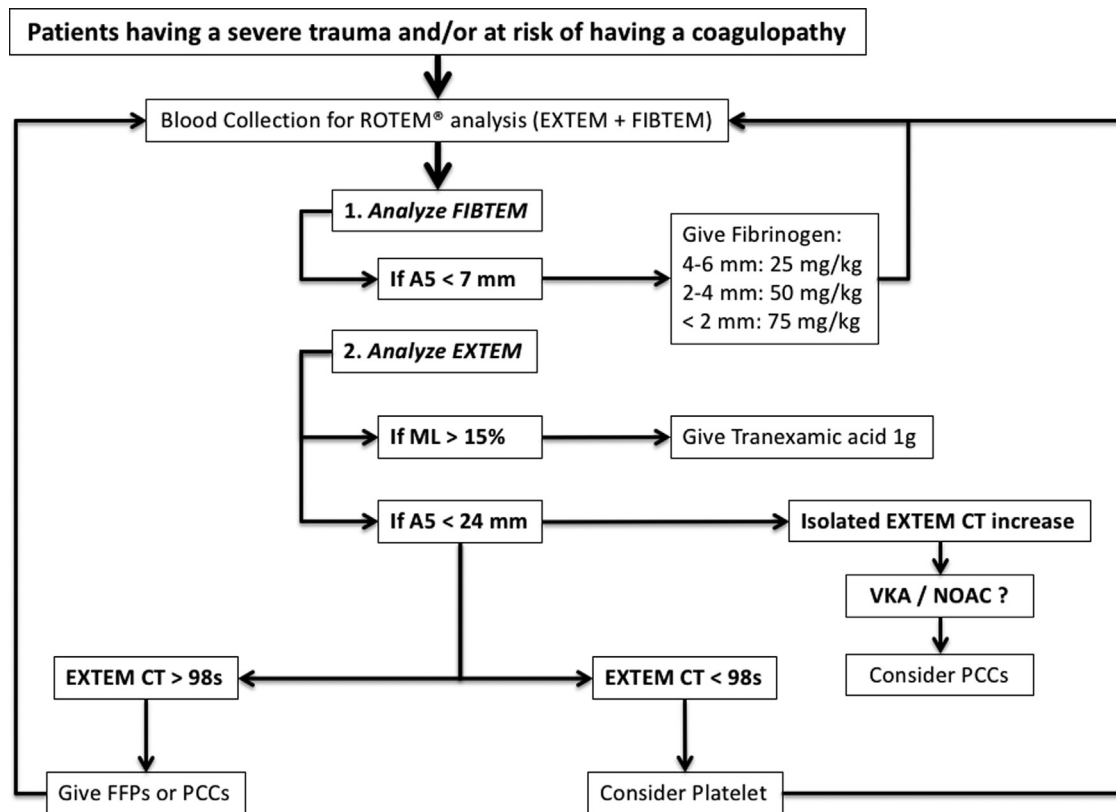 Patients having a severe trauma and/or at risk of having a coagulopathy
Blood Collection for ROTEM® analysis (EXTEM + FIBTEM)
1. Analyze FIBTEM
If A5 < 7 mm
Give Fibrinogen:
4-6 mm: 25 mg/kg
2-4 mm: 50 mg/kg
< 2 mm: 75 mg/kg
2. Analyze EXTEM
If ML > 15%
Give Tranexamic acid 1g
If A5 < 24 mm
Isolated EXTEM CT increase
VKA / NOAC ?
Consider PCCs
EXTEM CT > 98s
EXTEM CT < 98s
Give FFPs or PCCs
Consider Platelet